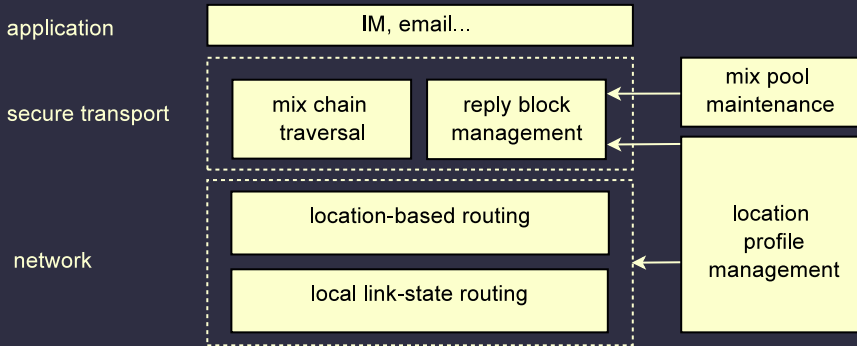 application
IM, email...
secure transport
mix chain
traversal
reply block
management
mix pool
maintenance
network
location-based routing
local link-state routing
location
profile
management